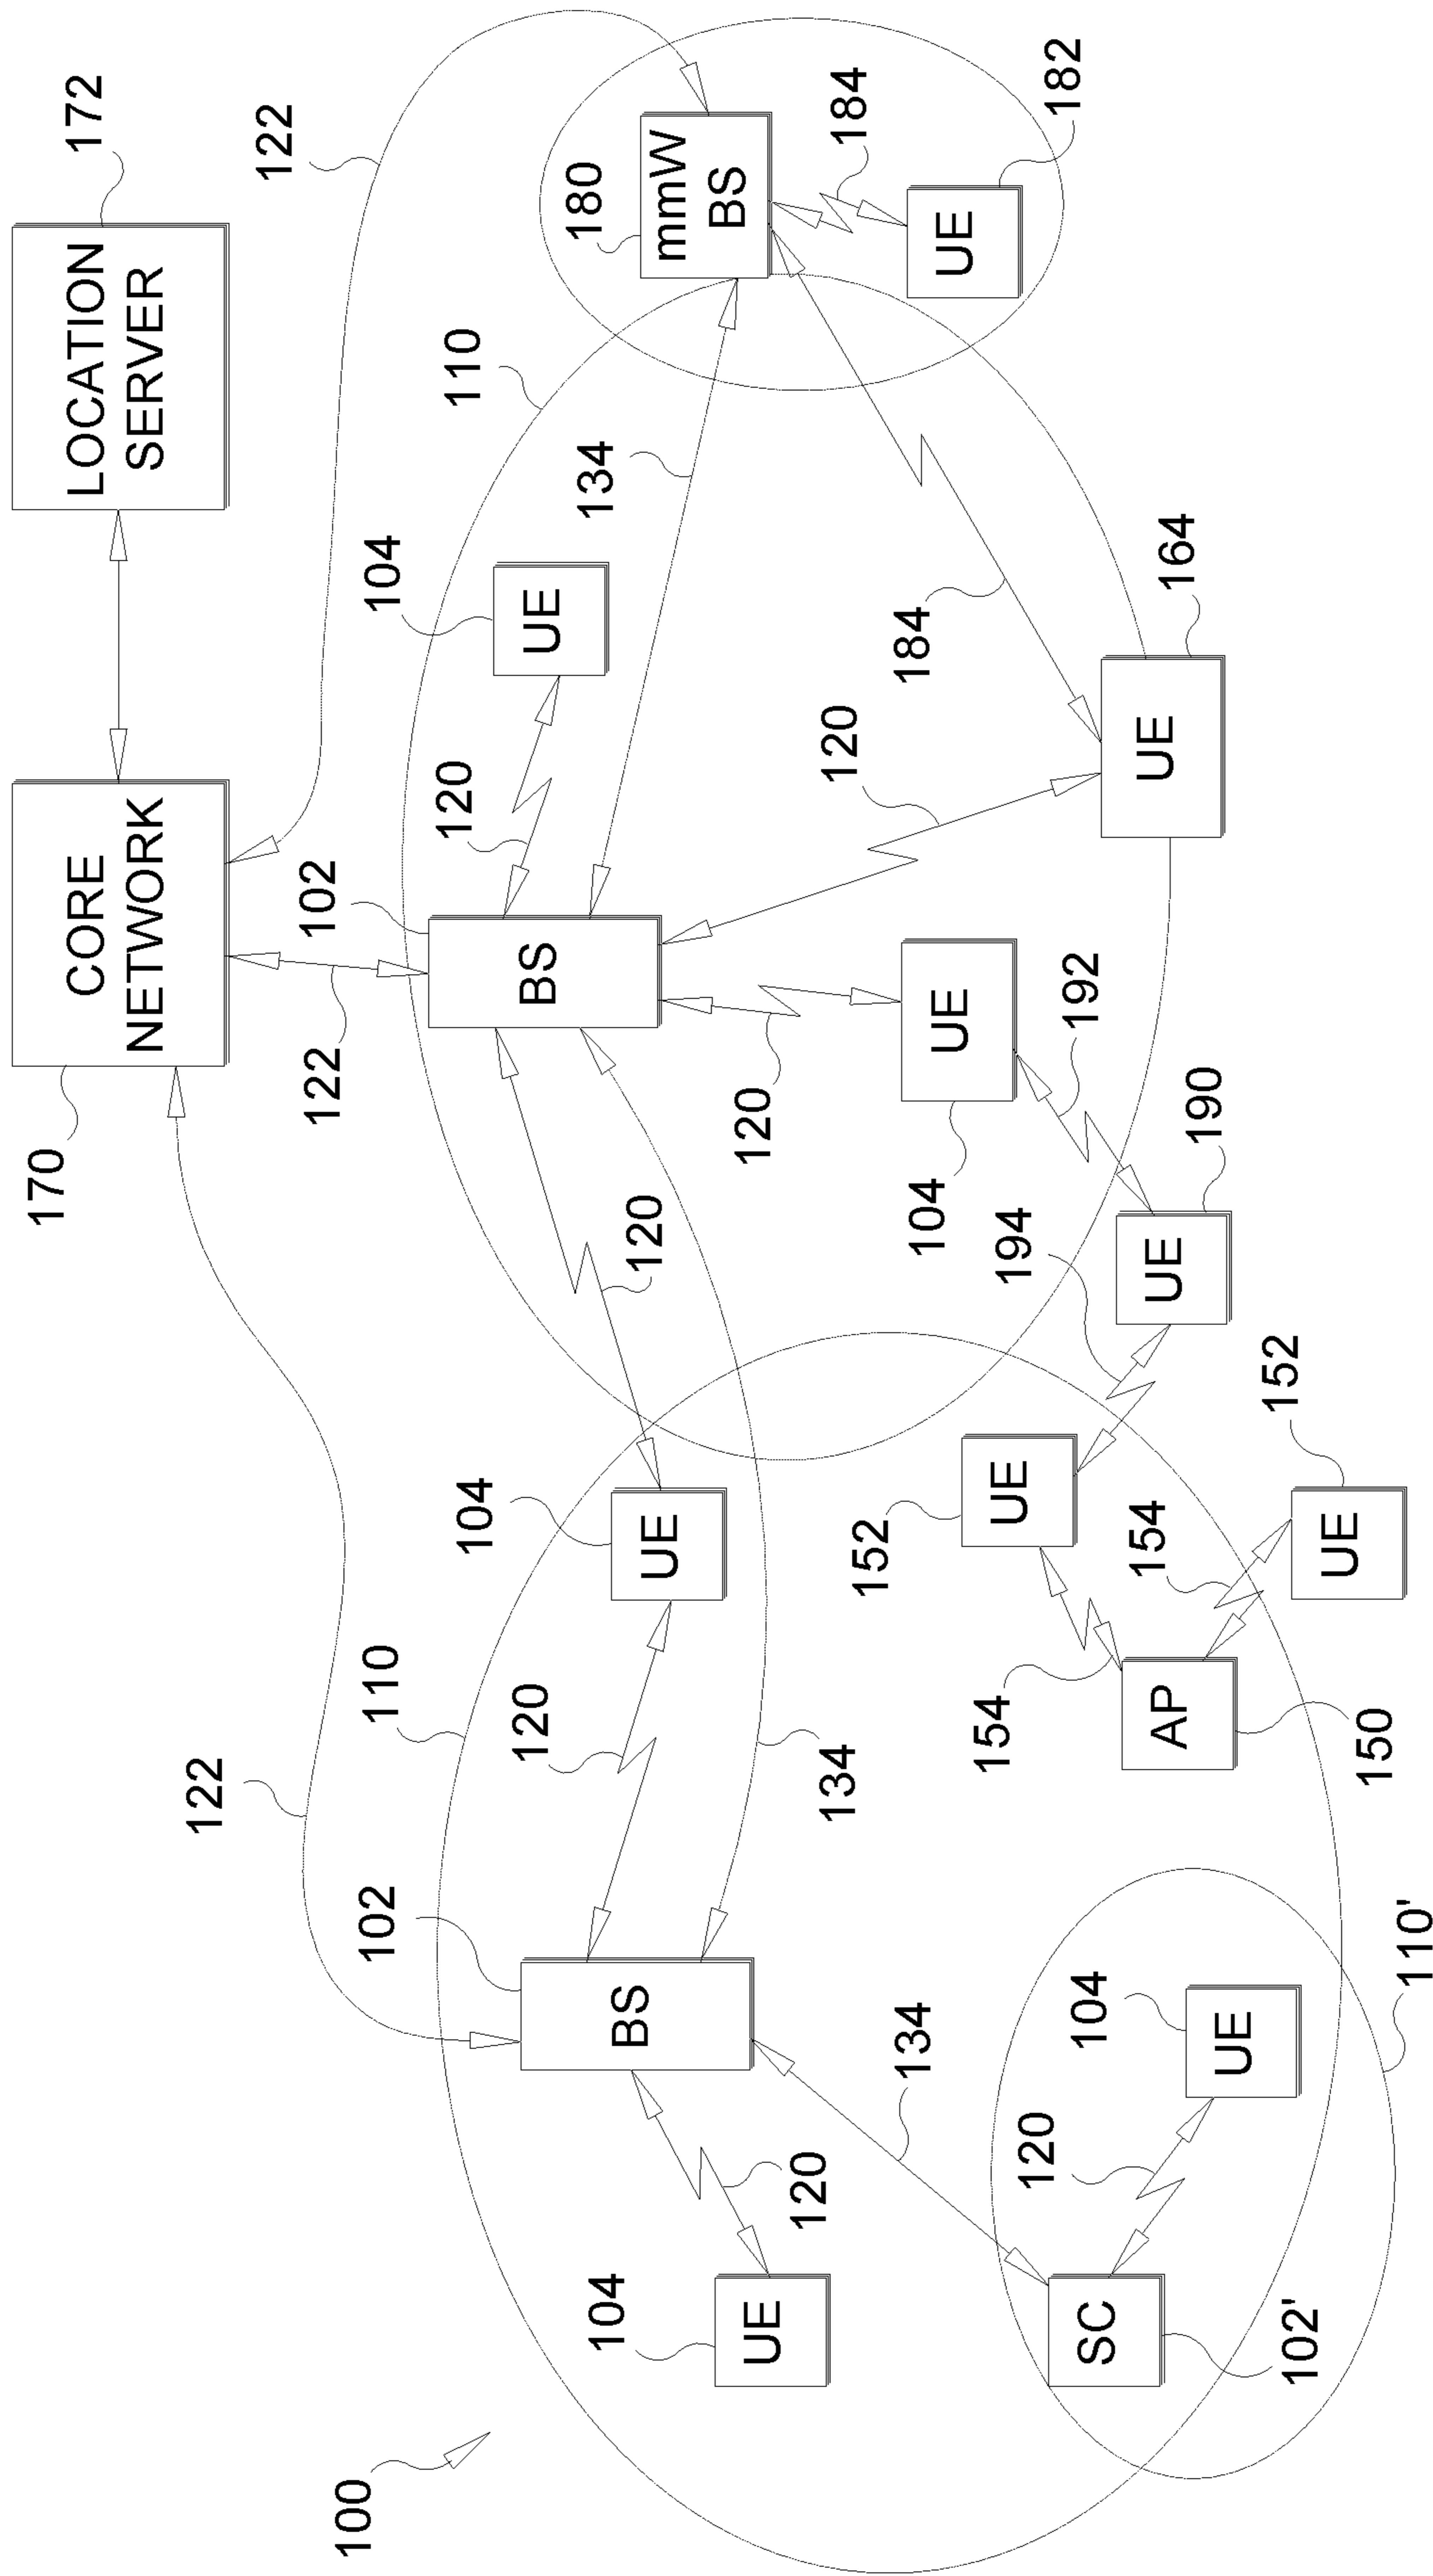 170
CORE
NETWORK
LOCATION
SERVER
172
122
122
122
102
100
102
110
104
104
120
110
120
BS
UE
134
180
104
BS
120
UE
mmW
BS
UE
120
134
120
120
184
134
152
104
UE
184
UE
154
UE
194
192
182
120
104
154
SC
UE
164
AP
UE
190
UE
152
102'
150
UE
110'